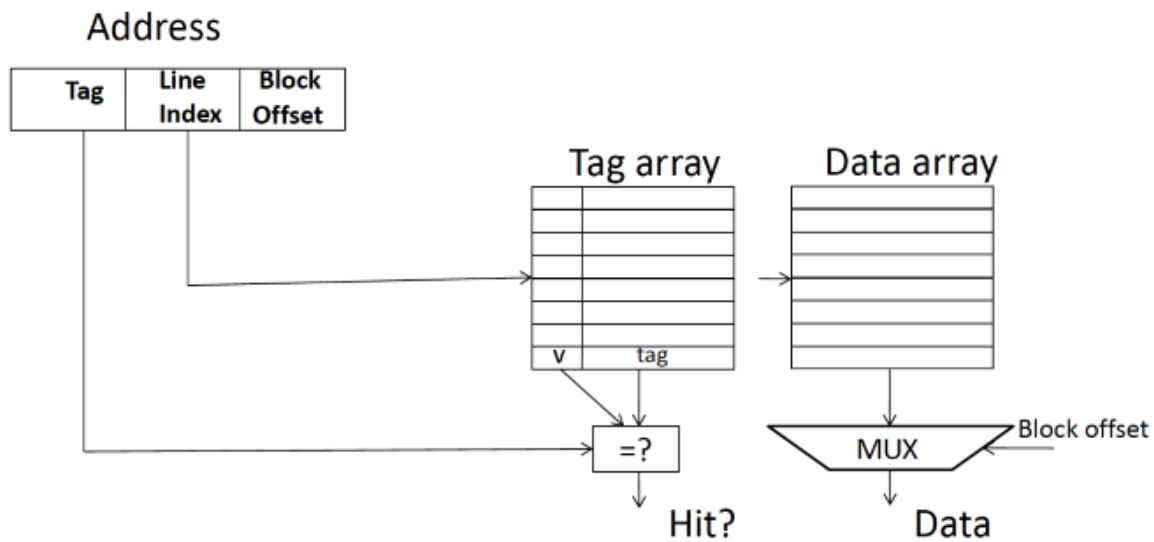 Address
Tag
Line
Index
Block
Offset
Tag array
Data array
v
tag
=?
MUX
Block offset
Hit?
Data